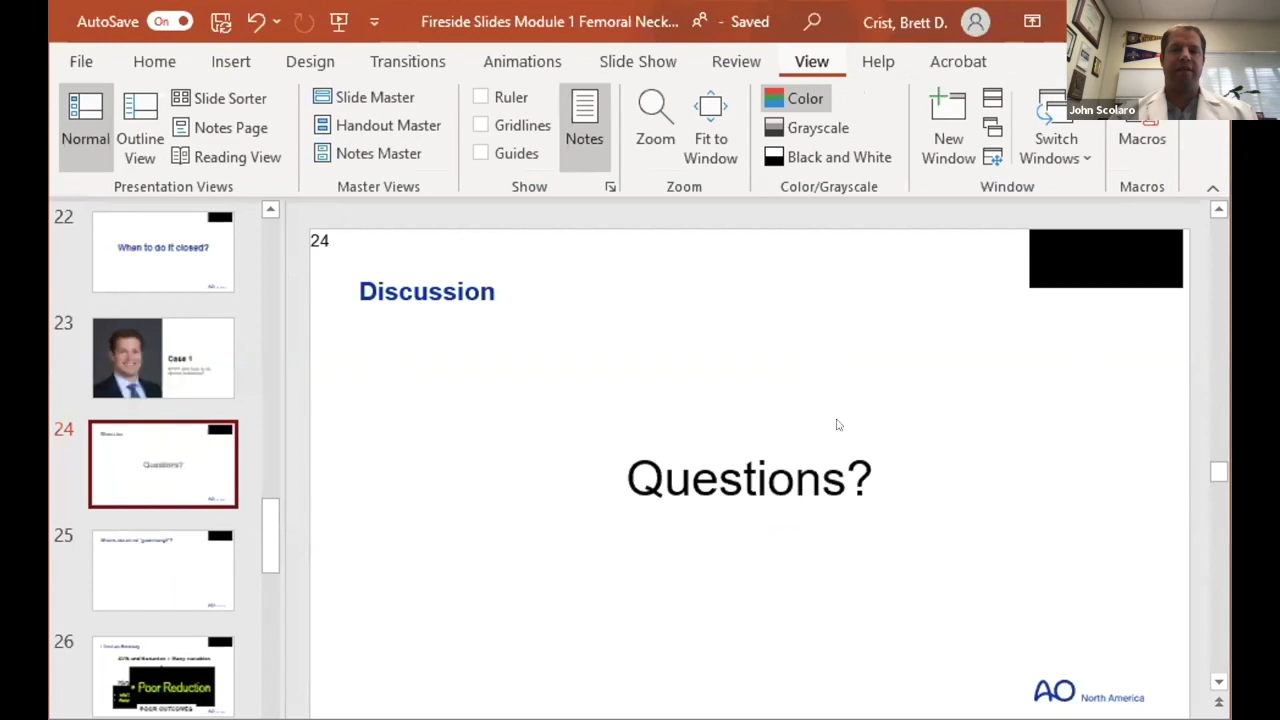 AutoSave On Fireside Slides Module 1 Femoral Neck... - Saved Crist, Brett D.
File Home Insert Design Transitions Animations Slide Show Review View Help Acrobat
John Scolaro
Normal
Outline View
Slide Sorter
Notes Page
Reading View
Presentation Views
Slide Master
Handout Master
Notes Master
Master Views
Ruler
Gridlines
Guides
Notes
Show
Zoom
Fit to Window
Zoom
Color
Grayscale
Black and White
Color/Grayscale
New Window
Switch Windows
Window
Macros
Macros
22
When to do it closed?
23
Case 1
24
Discussion
Questions?
25
26
• Poor Reduction
POOR OUTCOMES
24
Discussion
Questions?
AO North America